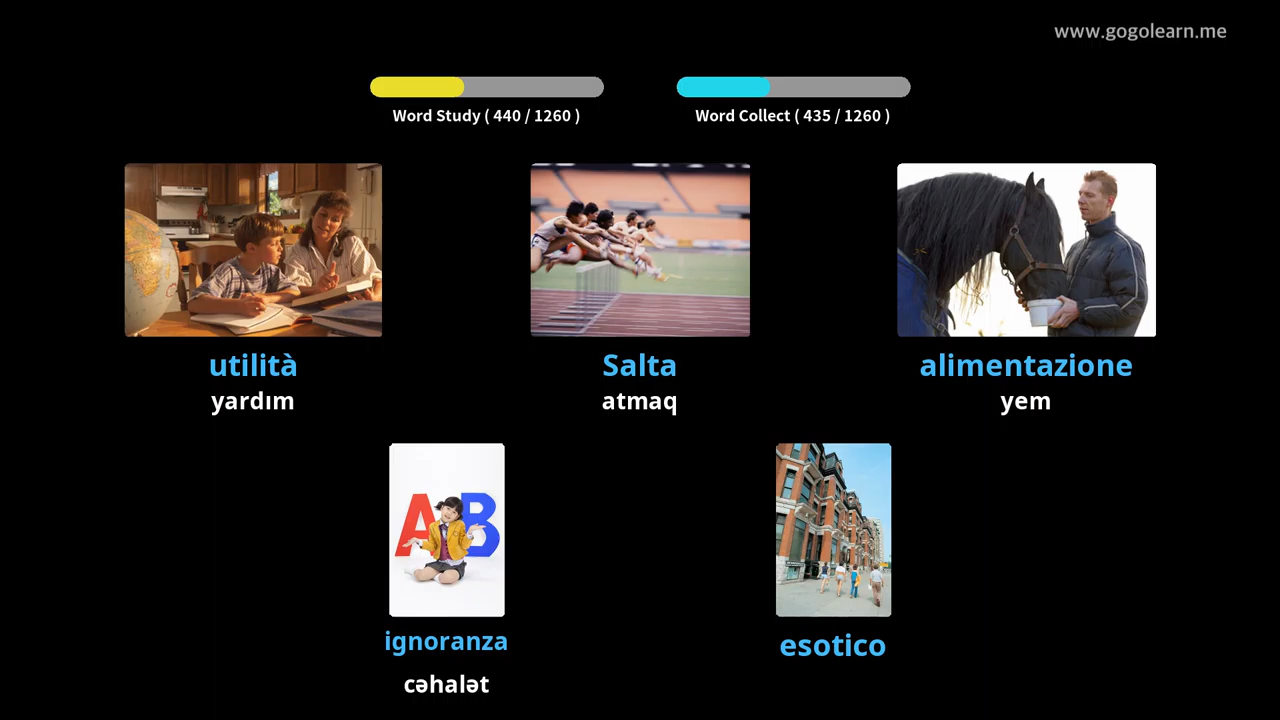 www.gogolearn.me
Word Study ( 440 / 1260 )
Word Collect ( 435 / 1260 )
utilità
yardım
Salta
atmaq
alimentazione
yem
AB
ignoranza
cəhalət
esotico